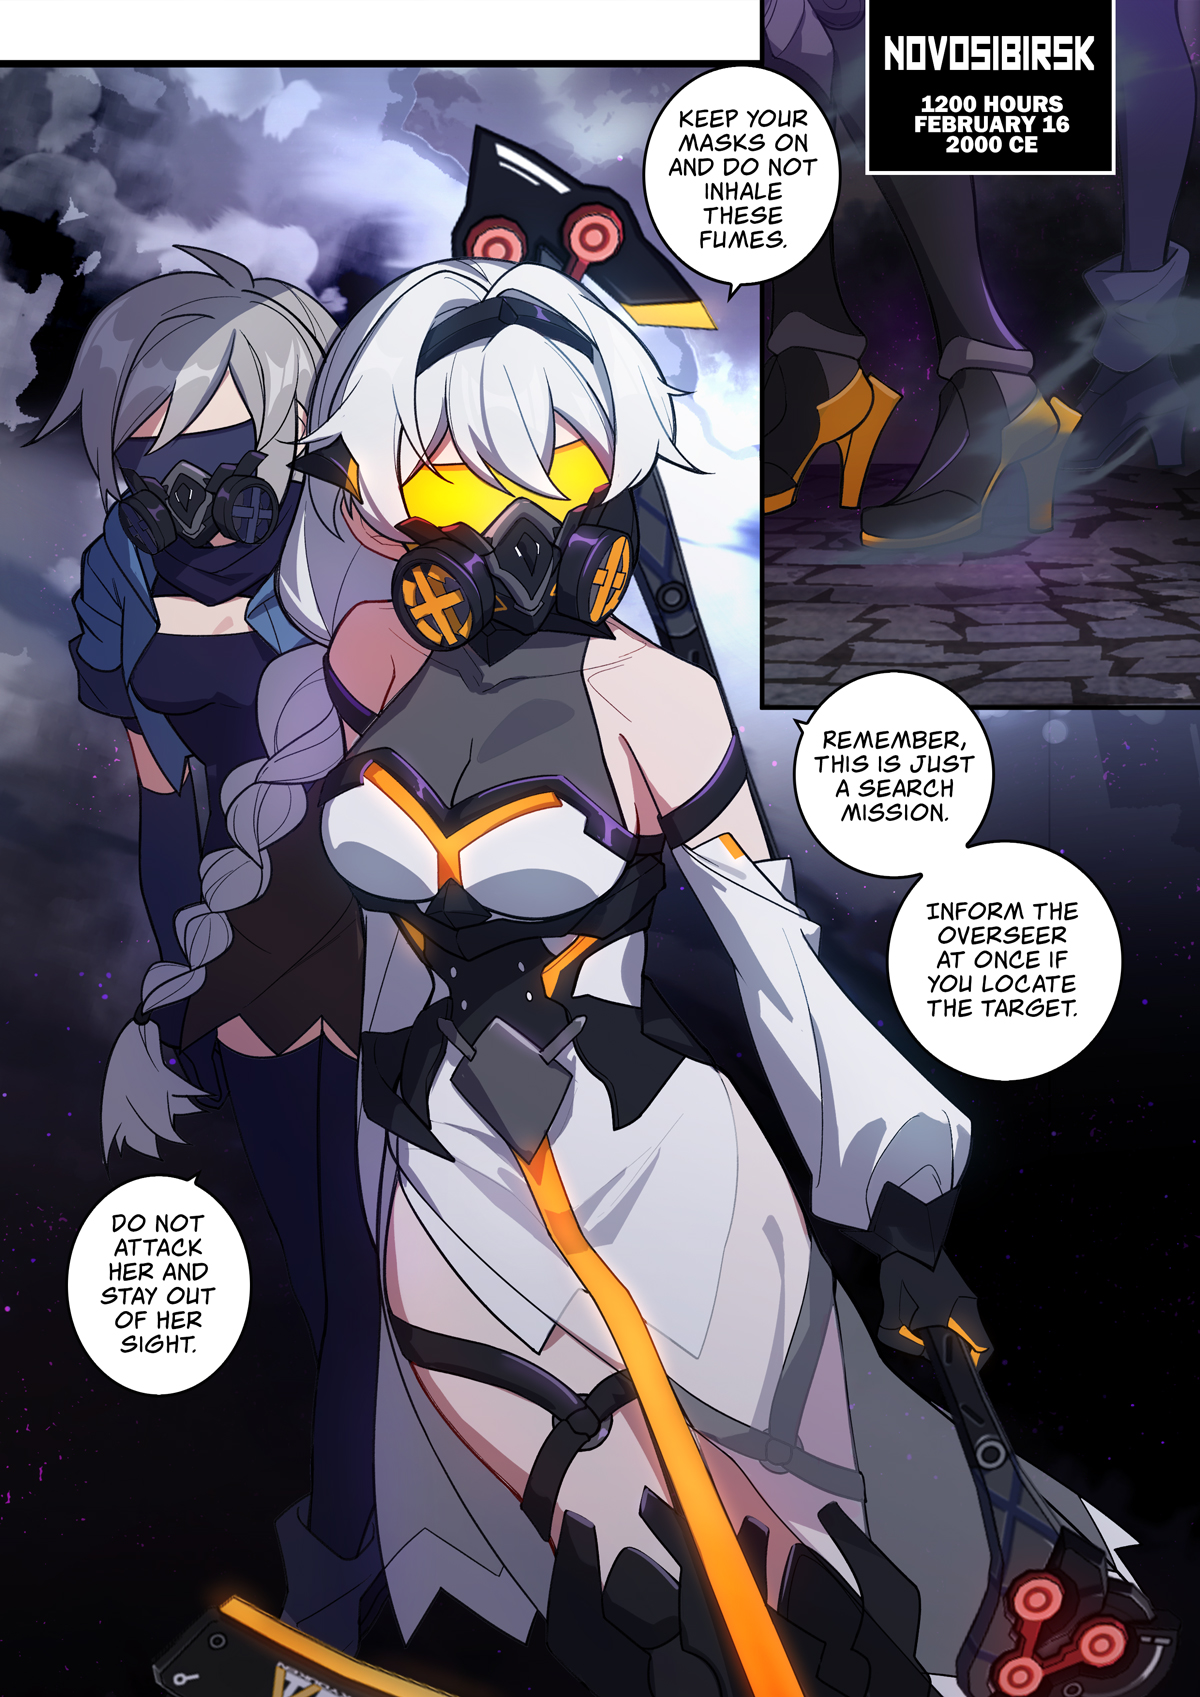 NOVOSIBIRSK
1200 HOURS
FEBRUARY 16
2000 CE
KEEP YOUR
MASKS ON
AND DO NOT
INHALE
THESE
FUMES.
REMEMBER,
THIS IS JUST
A SEARCH
MISSION.
INFORM THE
OVERSEER
AT ONCE IF
YOU LOCATE
THE TARGET.
DO NOT
ATTACK
HER AND
STAY OUT
OF HER
SIGHT.